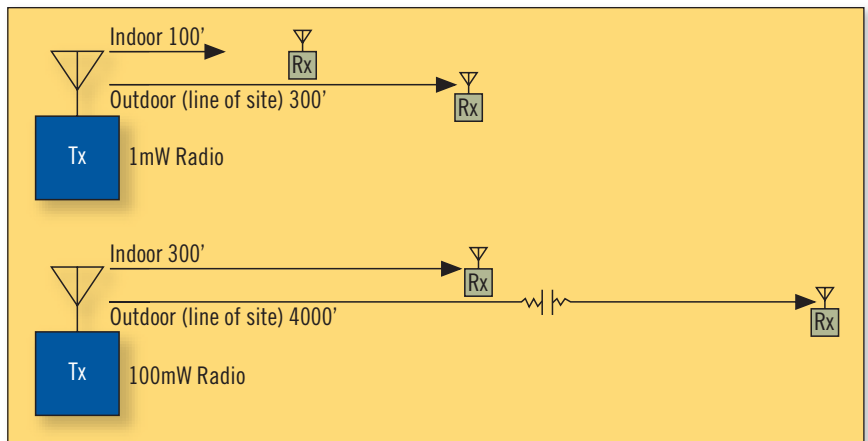 Indoor 100’
Rx
Outdoor (line of site) 300’
Rx
Tx
1mW Radio
Indoor 300’
Rx
Outdoor (line of site) 4000’
Rx
Tx
100mW Radio